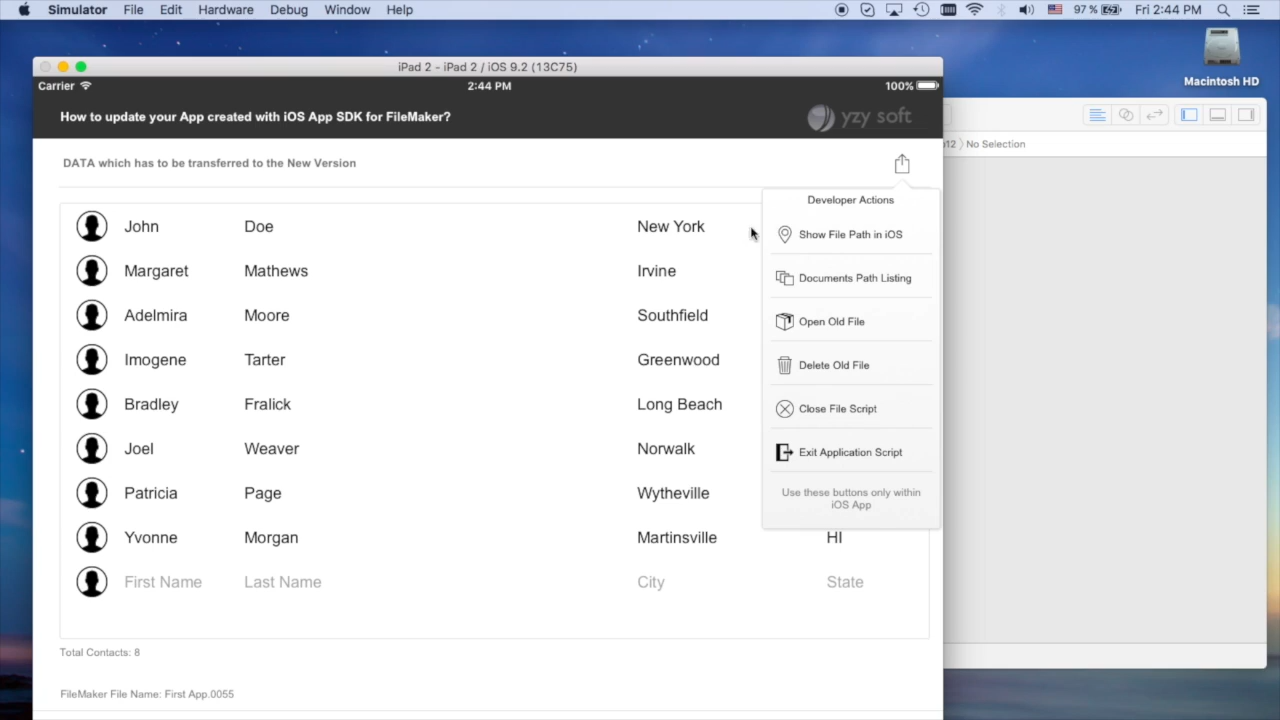 Simulator File Edit Hardware Debug Window Help 97 % Fri 2:44 PM
Macintosh HD
iPad 2 - iPad 2 / iOS 9.2 (13C75)
Carrier 2:44 PM 100%
How to update your App created with iOS App SDK for FileMaker? yzy soft
DATA which has to be transferred to the New Version
No Selection
Developer Actions
Show File Path in iOS
Documents Path Listing
Open Old File
Delete Old File
Close File Script
Exit Application Script
Use these buttons only within
iOS App
John Doe New York
Margaret Mathews Irvine
Adelmira Moore Southfield
Imogene Tarter Greenwood
Bradley Fralick Long Beach
Joel Weaver Norwalk
Patricia Page Wytheville
Yvonne Morgan Martinsville HI
First Name Last Name City State
Total Contacts: 8
FileMaker File Name: First App.0055